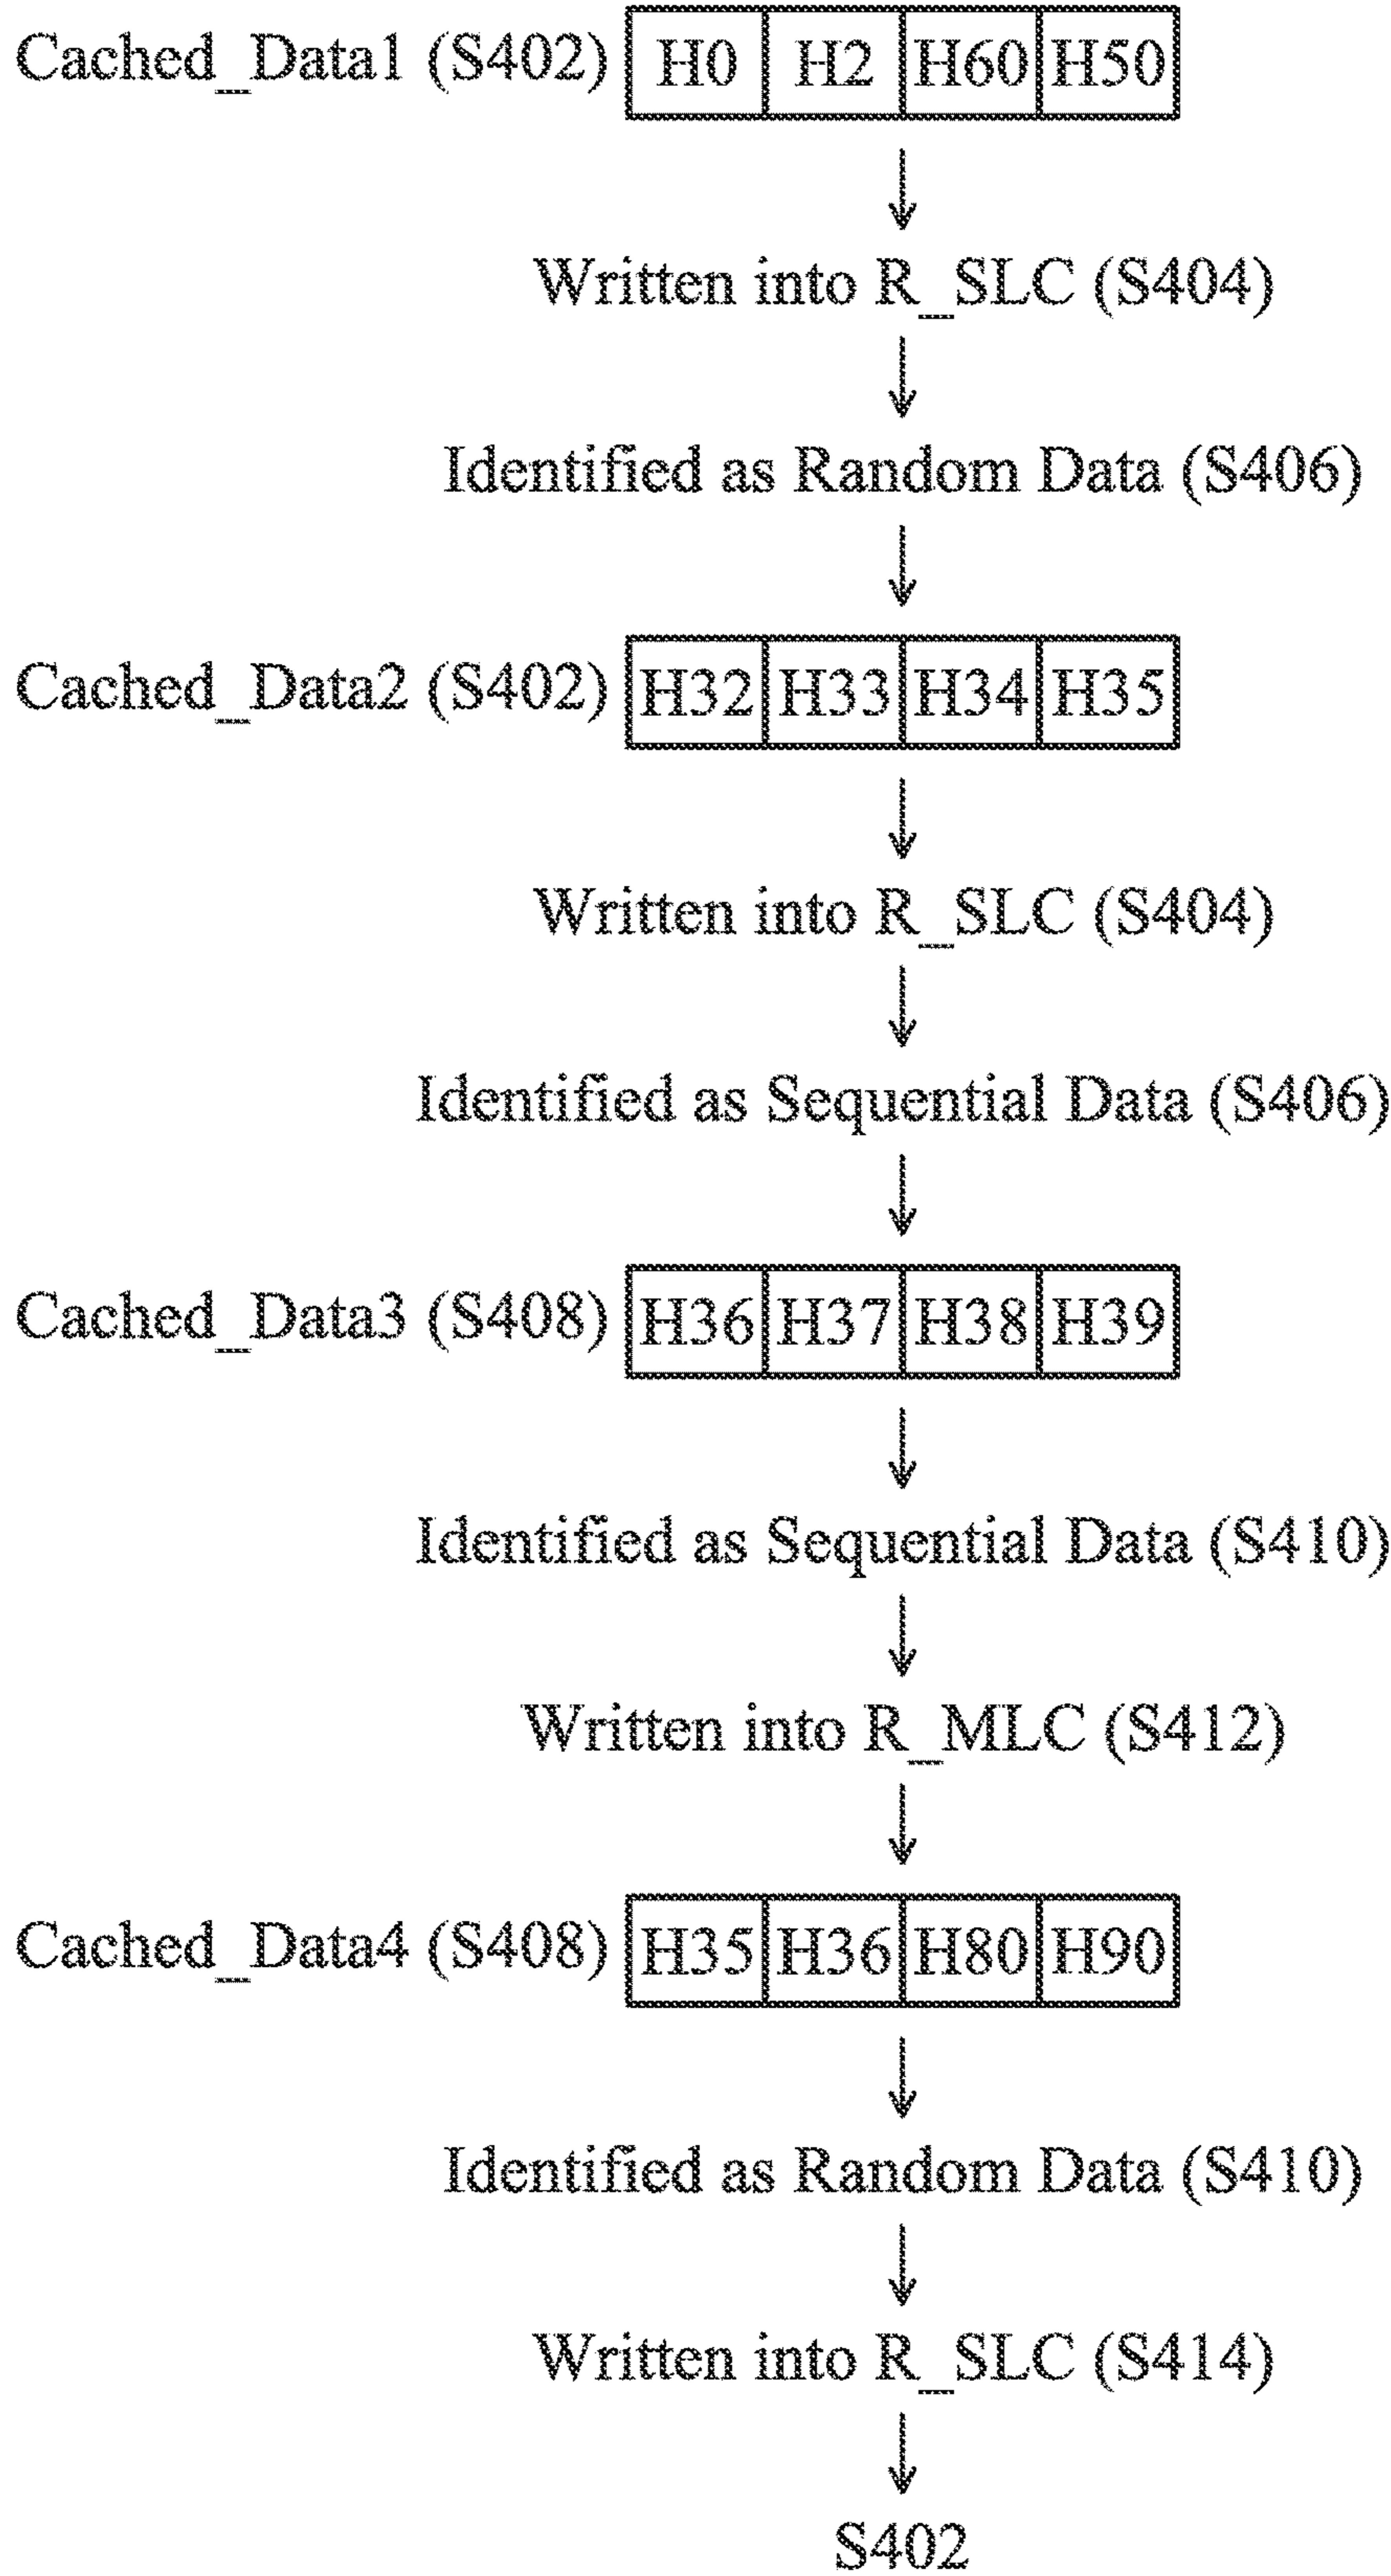 Cached_Data1 (S402) H0 H2 H60 H50
Written into R_SLC (S404)
Identified as Random Data (S406)
Cached_Data2 (S402) H32 H33 H34 H35
Written into R_SLC (S404)
Identified as Sequential Data (S406)
Cached_Data3 (S408) H36 H37 H38 H39
Identified as Sequential Data (S410)
Written into R_MLC (S412)
Cached_Data4 (S408) H35 H36 H80 H90
Identified as Random Data (S410)
Written into R_SLC (S414)
S402